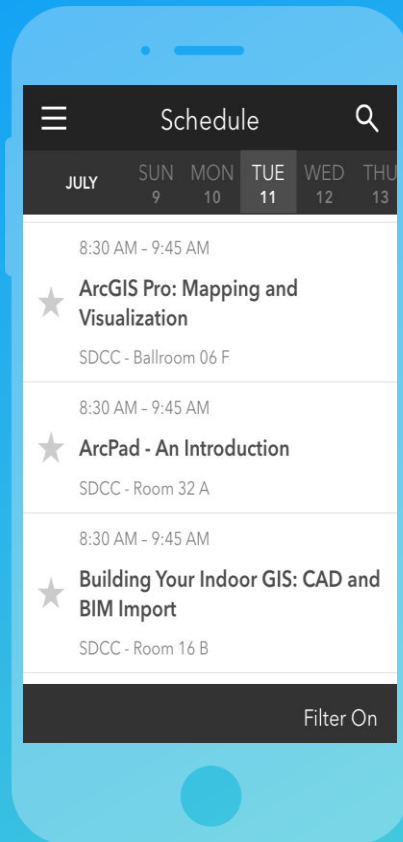 Schedule
JULY SUN MON TUE WED THU
9 10 11 12 13
8:30 AM – 9:45 AM
ArcGIS Pro: Mapping and
Visualization
SDCC - Ballroom 06 F
8:30 AM – 9:45 AM
ArcPad - An Introduction
SDCC - Room 32 A
8:30 AM – 9:45 AM
Building Your Indoor GIS: CAD and
BIM Import
SDCC - Room 16 B
Filter On